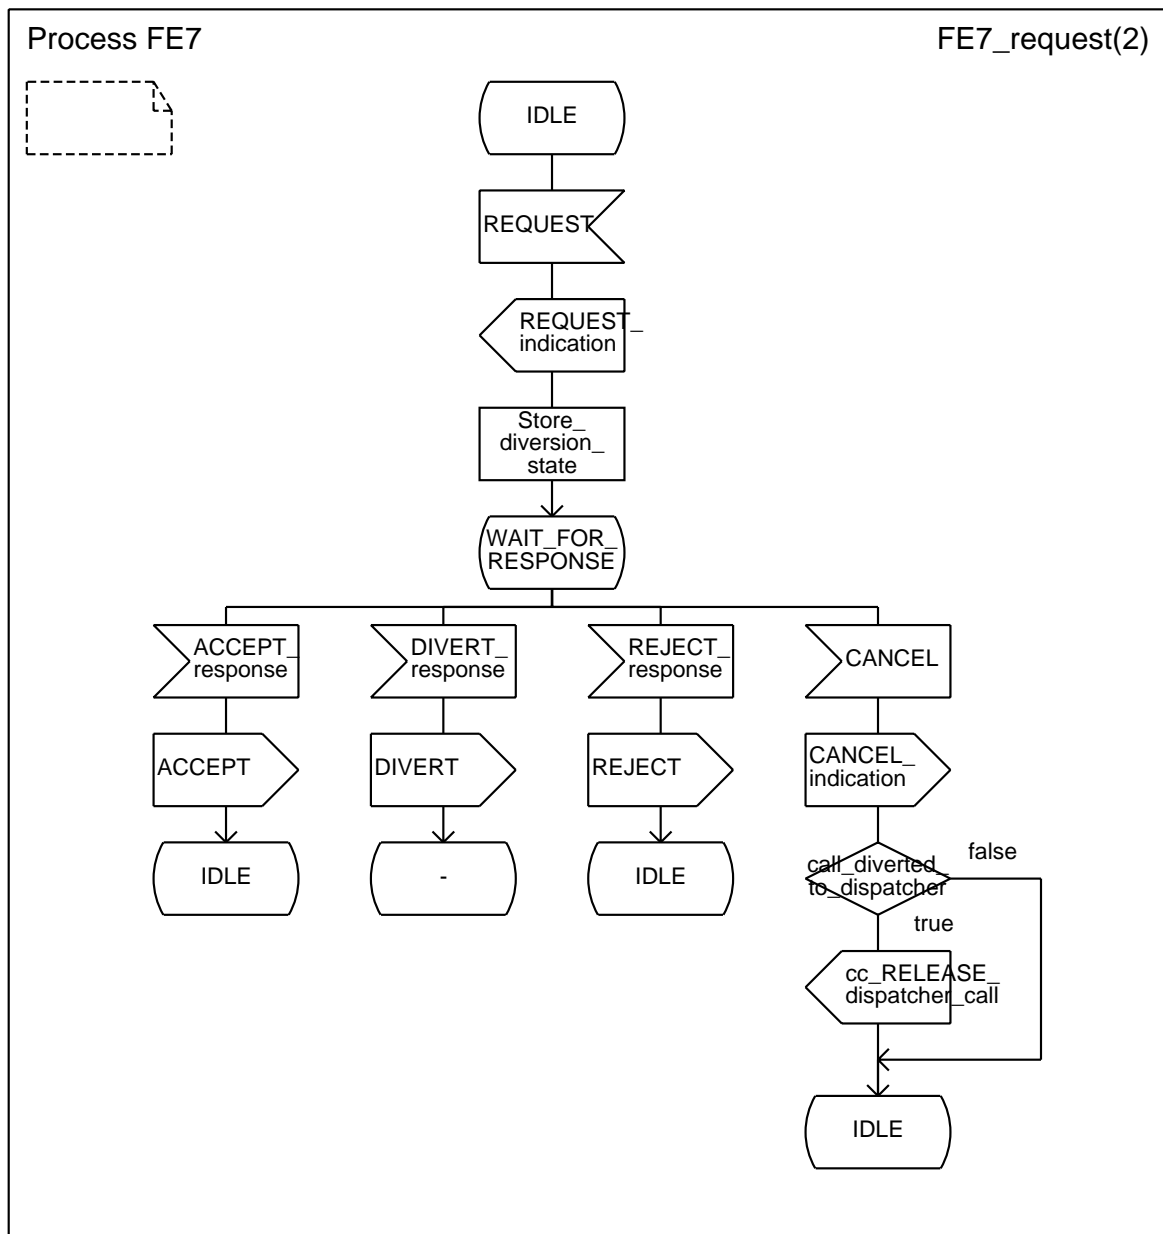 Process FE7
FE7_request(2)
IDLE
REQUEST
REQUEST_
indication
Store_
diversion_
state
WAIT_FOR_
RESPONSE
ACCEPT_
response
DIVERT_
response
REJECT_
response
CANCEL
ACCEPT
DIVERT
REJECT
CANCEL_
indication
IDLE
-
IDLE
call_diverted_
to_dispatcher
false
true
cc_RELEASE_
dispatcher_call
IDLE